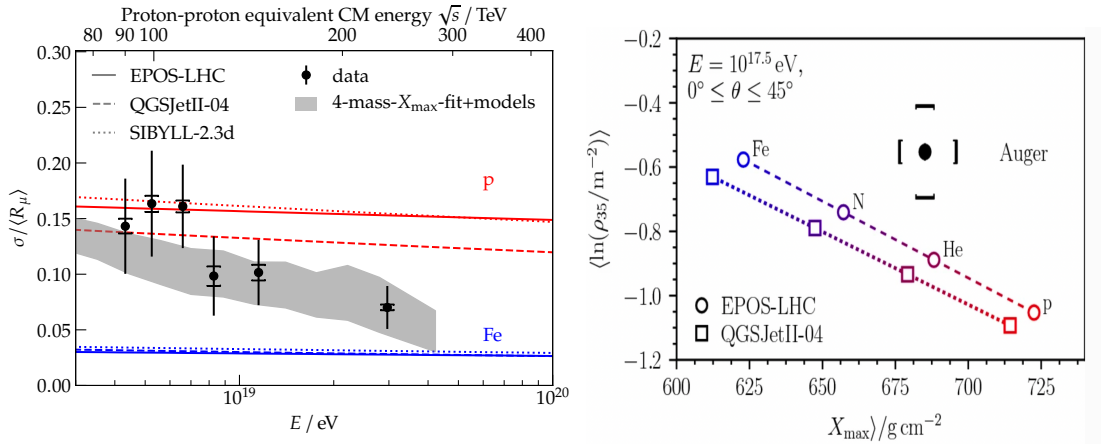 Proton-proton equivalent CM energy √s / TeV
80 90 100 200 300 400
0.30
0.25
0.20
0.15
0.10
0.05
0.00
σ/⟨R_μ⟩
EPOS-LHC
QGSJetII-04
SIBYLL-2.3d
data
4-mass-X_max-fit+models
p
Fe
10^19 10^20
E / eV
−0.2
−0.4
−0.6
−0.8
−1.0
−1.2
⟨ln(ρ_35/m^−2)⟩
E = 10^17.5 eV,
0° ≤ θ ≤ 45°
Auger
Fe
N
He
p
EPOS-LHC
QGSJetII-04
600 625 650 675 700 725
X_max⟩/g cm^−2